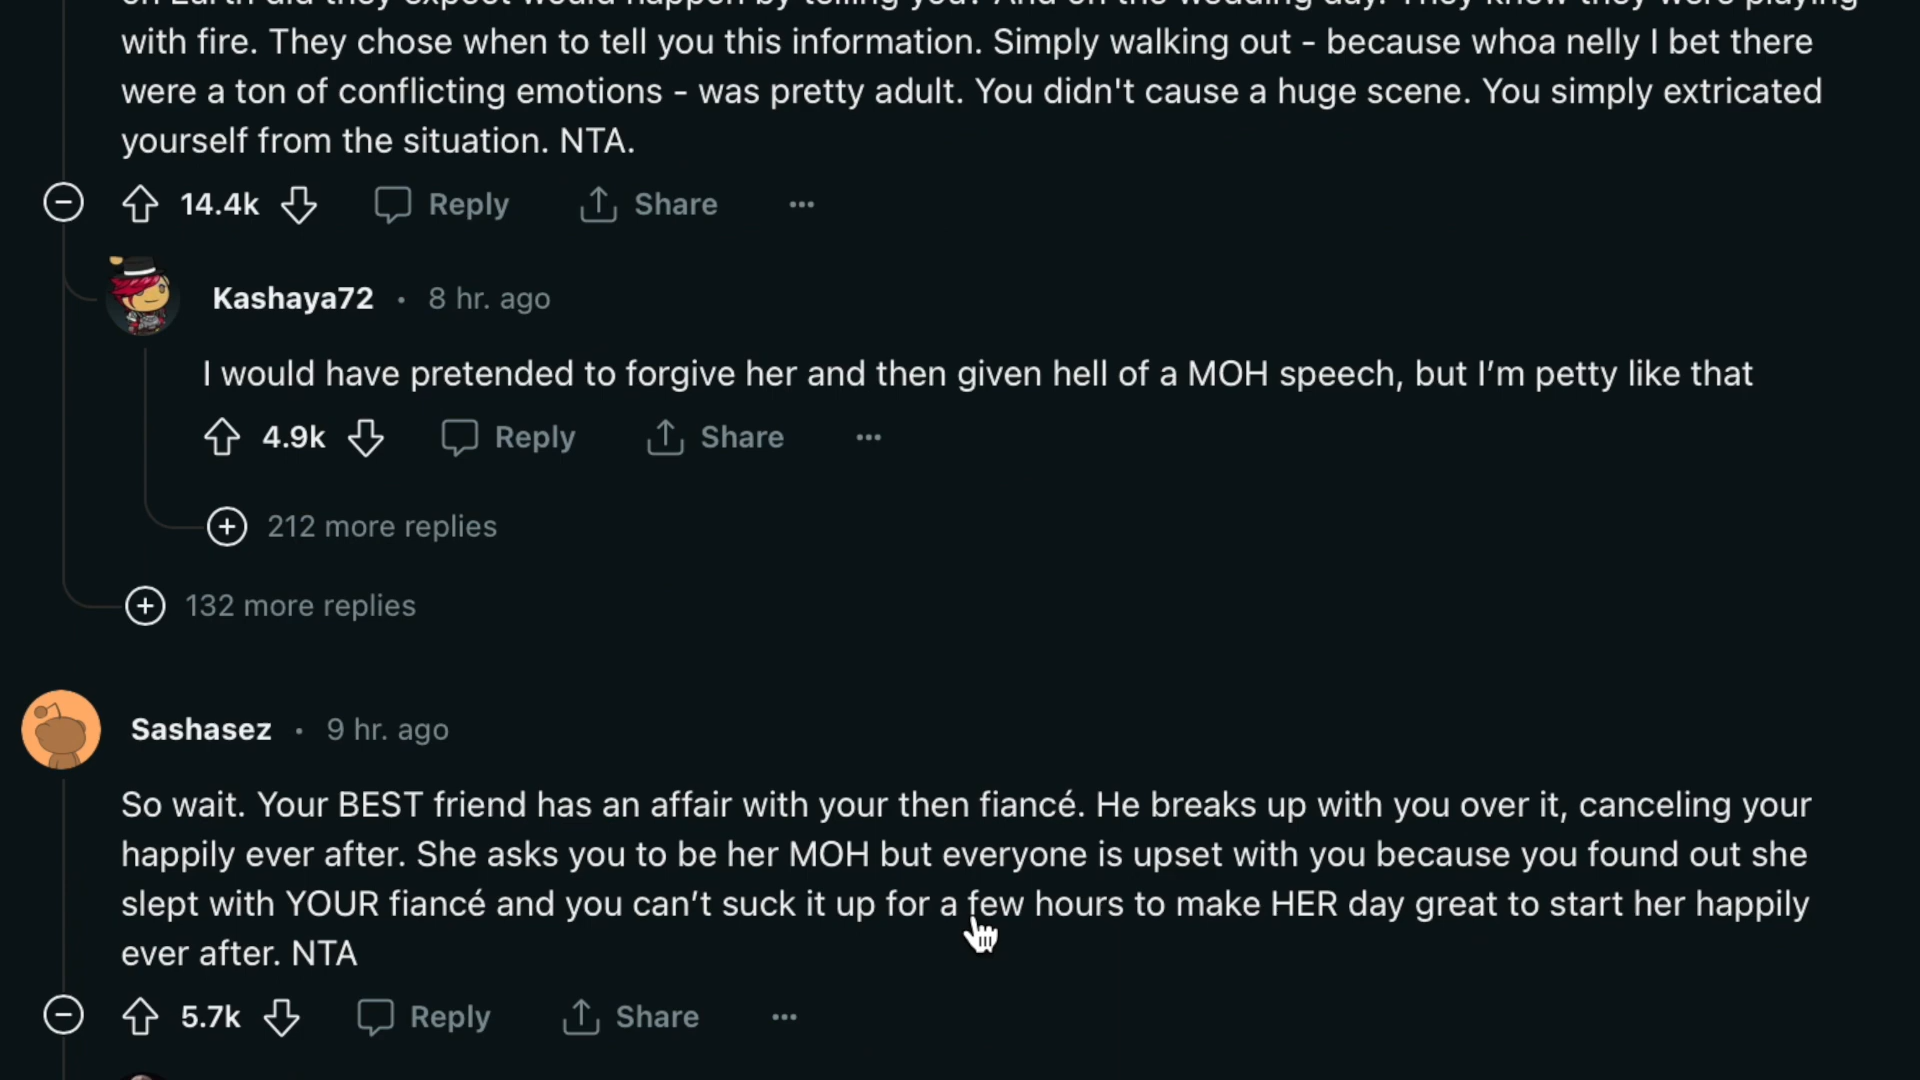 on Earth did they expect would happen by telling you? And on the wedding day. They knew they were playing
with fire. They chose when to tell you this information. Simply walking out - because whoa nelly I bet there
were a ton of conflicting emotions - was pretty adult. You didn't cause a huge scene. You simply extricated
yourself from the situation. NTA.
14.4k Reply Share
Kashaya72 · 8 hr. ago
I would have pretended to forgive her and then given hell of a MOH speech, but I’m petty like that
4.9k Reply Share
212 more replies
132 more replies
Sashasez · 9 hr. ago
So wait. Your BEST friend has an affair with your then fiancé. He breaks up with you over it, canceling your
happily ever after. She asks you to be her MOH but everyone is upset with you because you found out she
slept with YOUR fiancé and you can’t suck it up for a few hours to make HER day great to start her happily
ever after. NTA
5.7k Reply Share